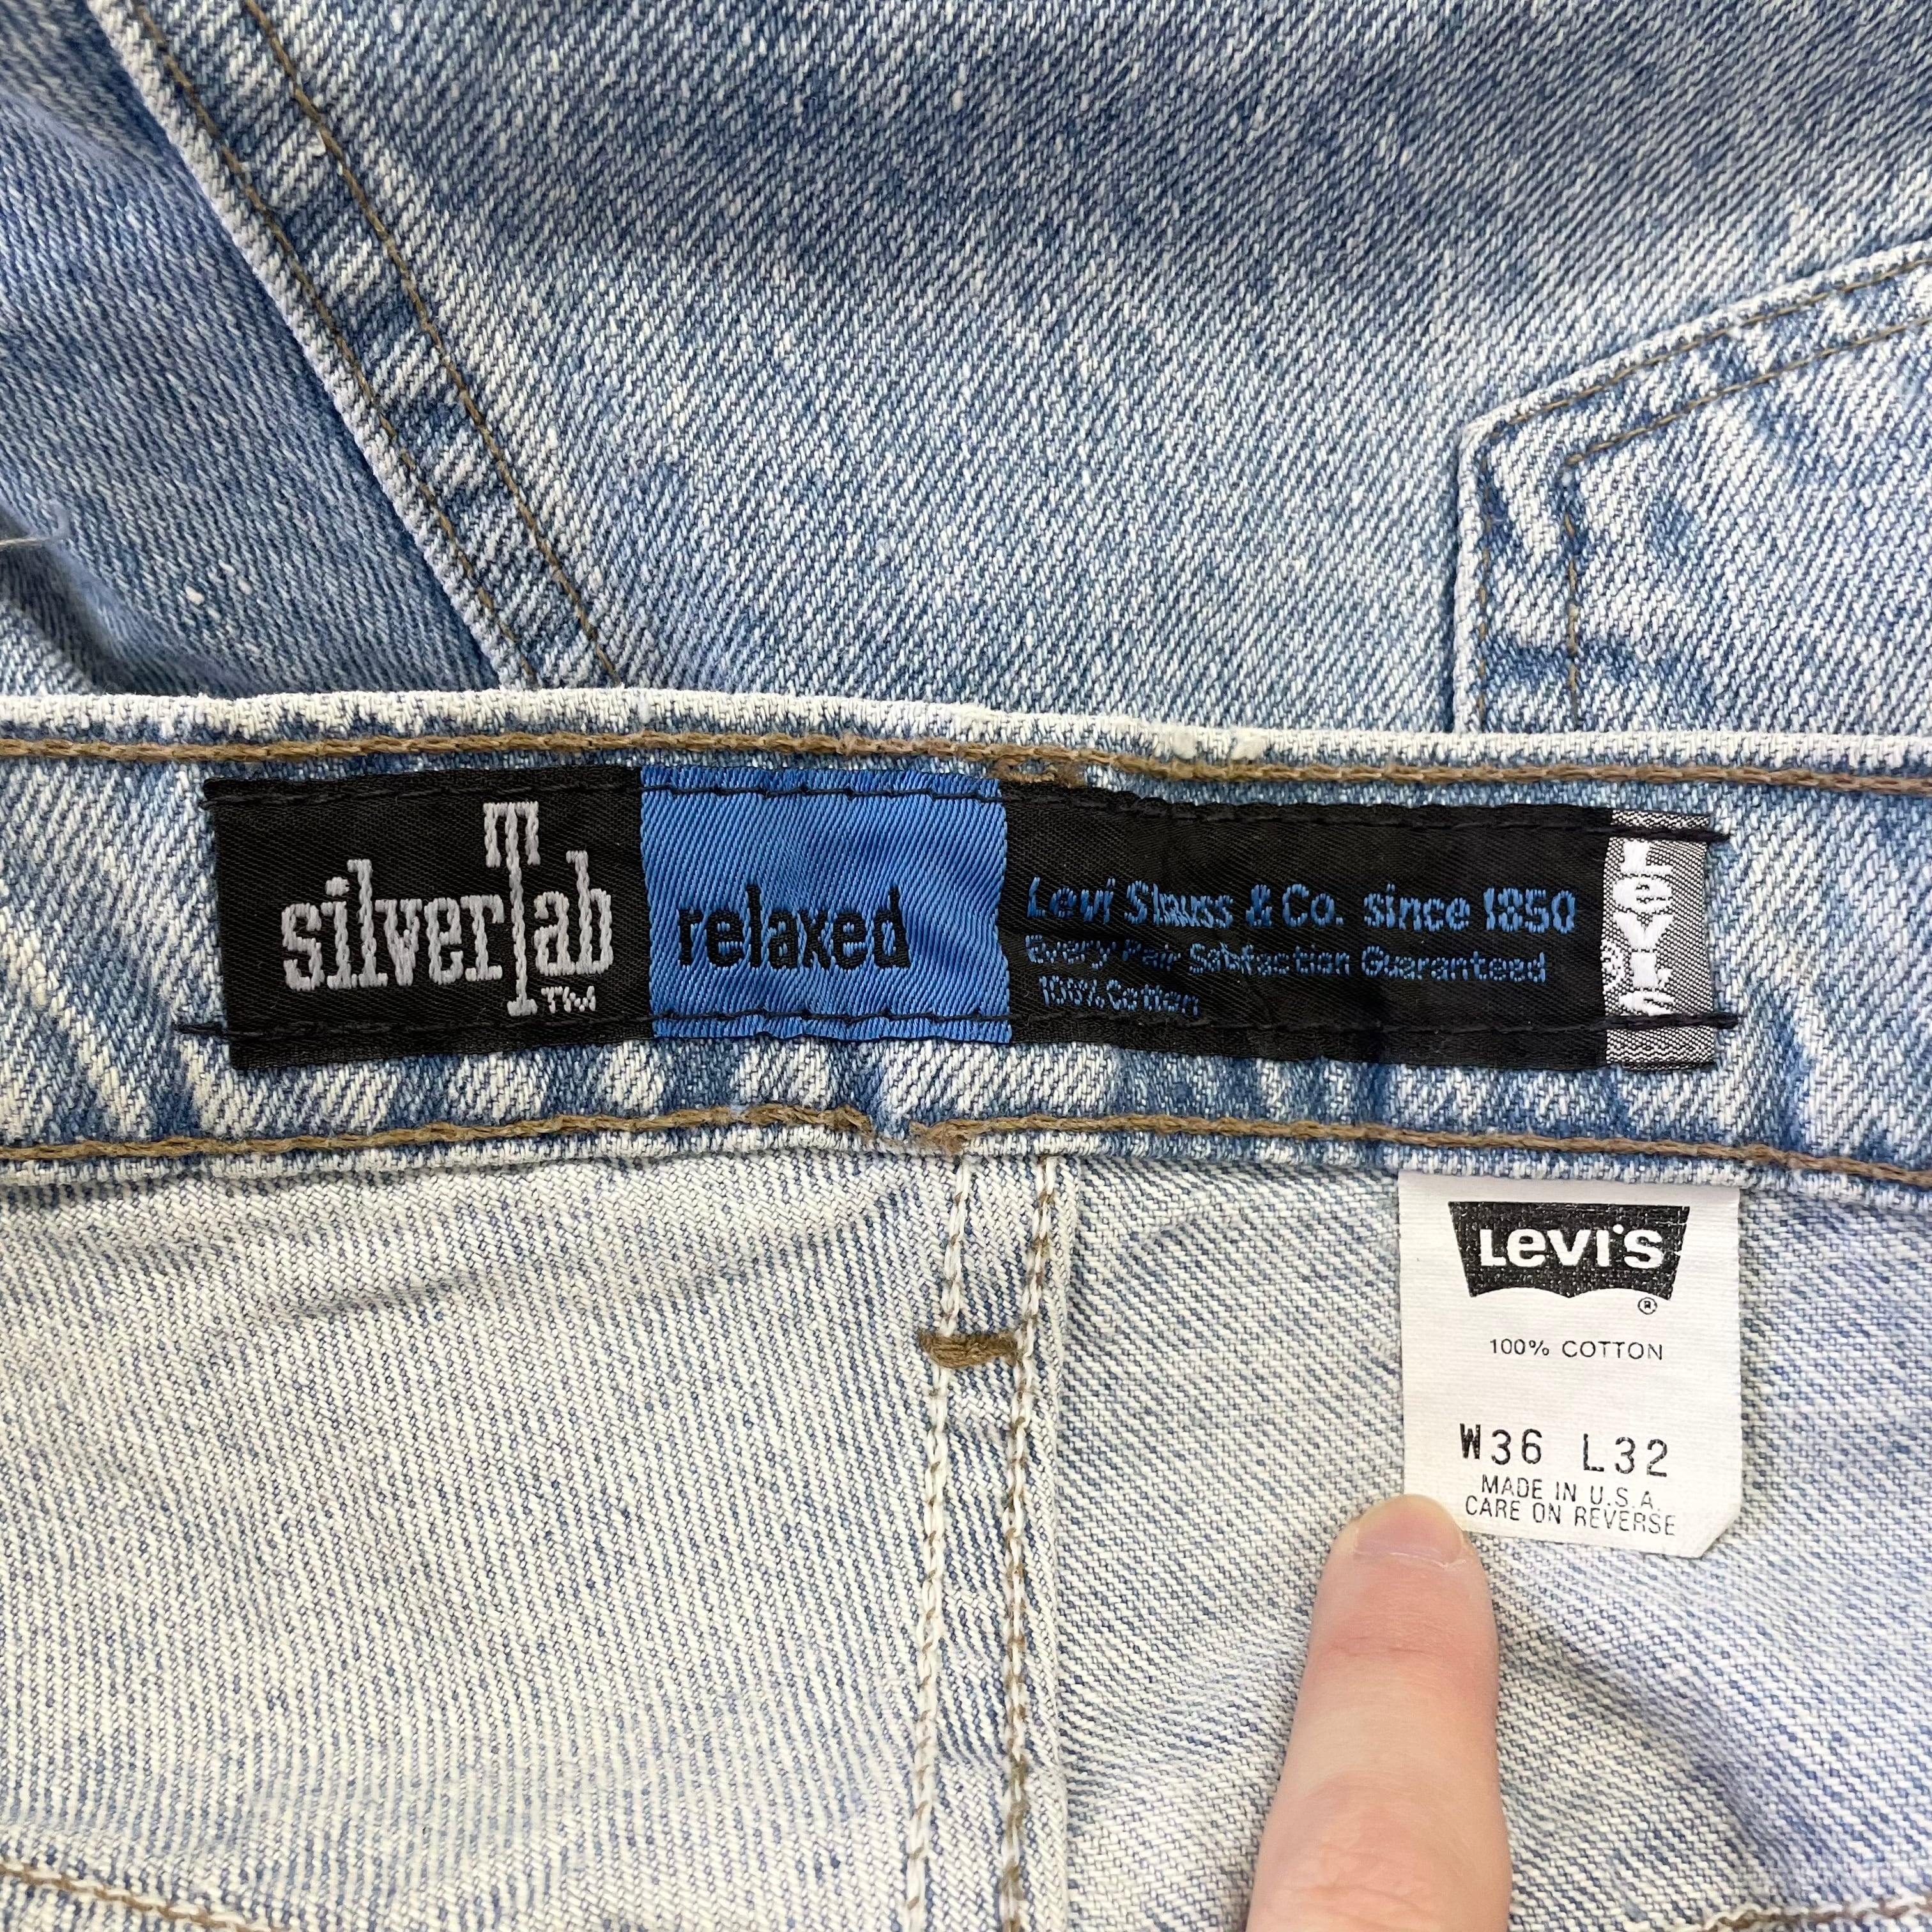 silverTab
TM
relaxed
Levi Strauss & Co. since 1850
Every Pair Satisfaction Guaranteed
100% Cotton
Levi's
®
Levi's
®
100% COTTON
W36 L32
MADE IN U.S.A.
CARE ON REVERSE